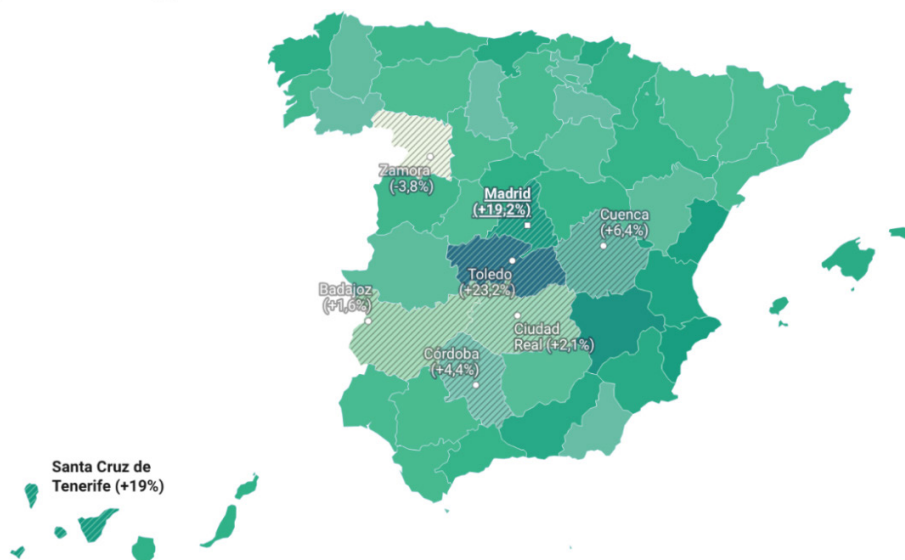 Zamora
(-3,8%)
Madrid
(+19,2%)
Cuenca
(+6,4%)
Toledo
(+23,2%)
Badajoz
(+1,6%)
Ciudad
Real (+2,1%)
Córdoba
(+4,4%)
Santa Cruz de
Tenerife (+19%)